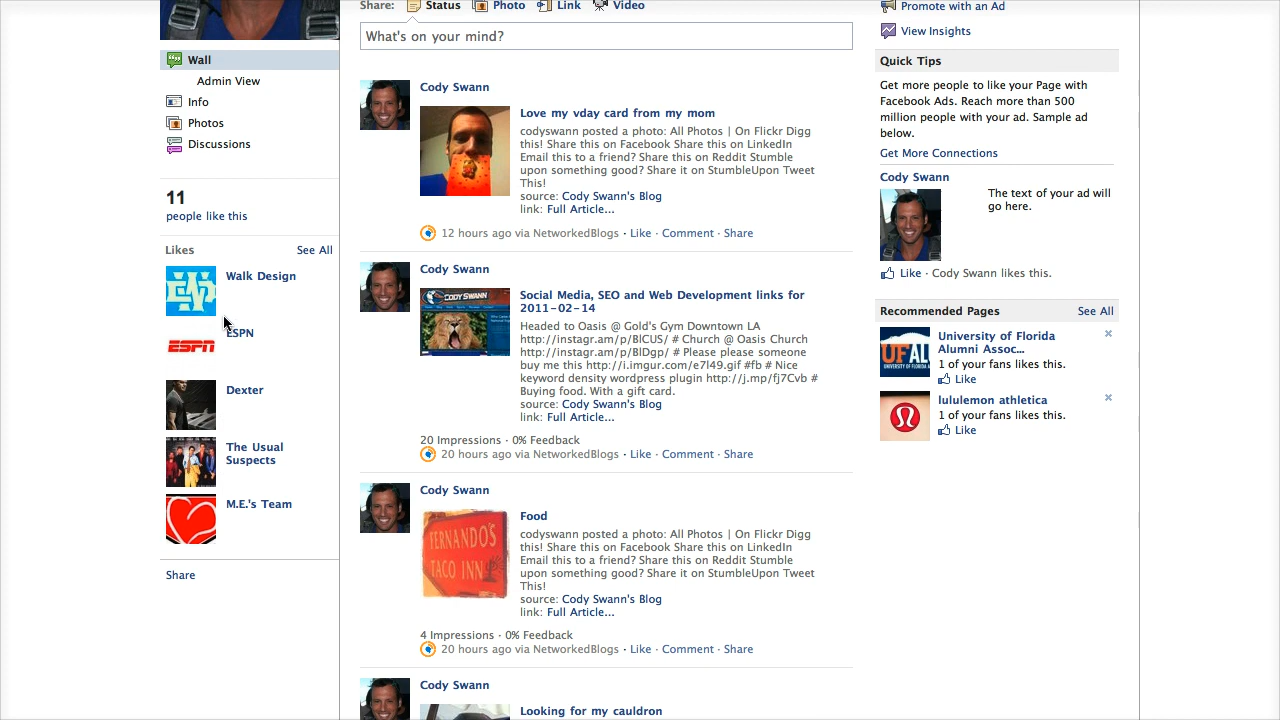 Share: Status Photo Link Video
What's on your mind?
Wall
Admin View
Info
Photos
Discussions
11
people like this
Likes See All
Walk Design
ESPN
ESPN
Dexter
The Usual
Suspects
M.E.'s Team
Share
Cody Swann
Love my vday card from my mom
codyswann posted a photo: All Photos | On Flickr Digg
this! Share this on Facebook Share this on LinkedIn
Email this to a friend? Share this on Reddit Stumble
upon something good? Share it on StumbleUpon Tweet
This!
source: Cody Swann's Blog
link: Full Article...
12 hours ago via NetworkedBlogs · Like · Comment · Share
Cody Swann
CODY SWANN
Social Media, SEO and Web Development links for
2011-02-14
Headed to Oasis @ Gold's Gym Downtown LA
http://instagr.am/p/BlCUS/ # Church @ Oasis Church
http://instagr.am/p/BlDgp/ # Please please someone
buy me this http://i.imgur.com/e7l49.gif #fb # Nice
keyword density wordpress plugin http://j.mp/fj7Cvb #
Buying food. With a gift card.
source: Cody Swann's Blog
link: Full Article...
20 Impressions · 0% Feedback
20 hours ago via NetworkedBlogs · Like · Comment · Share
Cody Swann
FERNANDO'S
TACO INN
Food
codyswann posted a photo: All Photos | On Flickr Digg
this! Share this on Facebook Share this on LinkedIn
Email this to a friend? Share this on Reddit Stumble
upon something good? Share it on StumbleUpon Tweet
This!
source: Cody Swann's Blog
link: Full Article...
4 Impressions · 0% Feedback
20 hours ago via NetworkedBlogs · Like · Comment · Share
Cody Swann
Looking for my cauldron
Promote with an Ad
View Insights
Quick Tips
Get more people to like your Page with
Facebook Ads. Reach more than 500
million people with your ad. Sample ad
below.
Get More Connections
Cody Swann
The text of your ad will
go here.
Like · Cody Swann likes this.
Recommended Pages See All
UFAL
UNIVERSITY OF FLORIDA
University of Florida
Alumni Assoc...
1 of your fans likes this.
Like
lululemon athletica
1 of your fans likes this.
Like